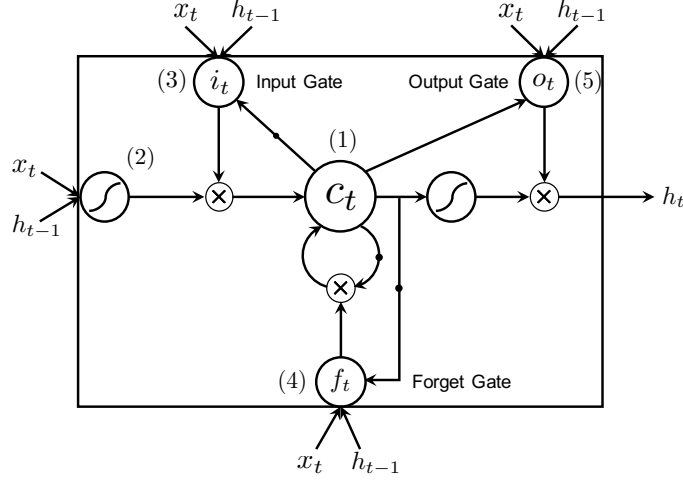 x_t h_{t−1} x_t h_{t−1}
(3) i_t Input Gate Output Gate o_t (5)
(1)
(2)
x_t c_t h_t
h_{t−1}
(4) f_t Forget Gate
x_t h_{t−1}